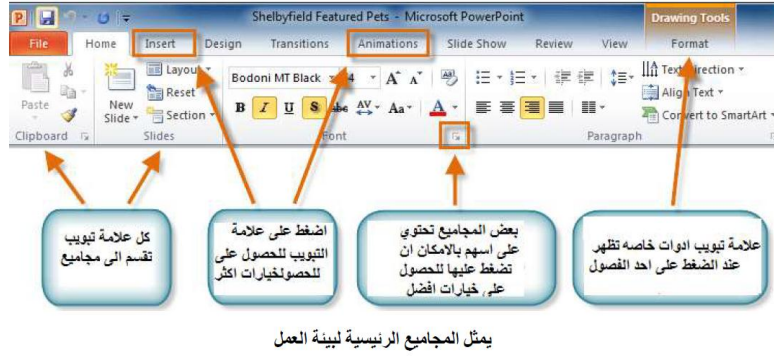 Shelbyfield Featured Pets - Microsoft PowerPoint
Drawing Tools
File Home Insert Design Transitions Animations Slide Show Review View Format
Layout
Bodoni MT Black
Text Direction
Reset
Align Text
Paste
New Slide
Section
B I U S abc AV Aa A
Convert to SmartArt
Clipboard Slides Font Paragraph
كل علامة تبويب
تقسم الى مجاميع
اضغط على علامة
التبويب للحصول على
للحصولخيارات اكثر
بعض المجاميع تحتوي
على اسهم بالامكان ان
تضغط عليها للحصول
على خيارات افضل
علامة تبويب ادوات خاصه تظهر
عند الضغط على احد الفصول
يمثل المجاميع الرئيسية لبيئة العمل